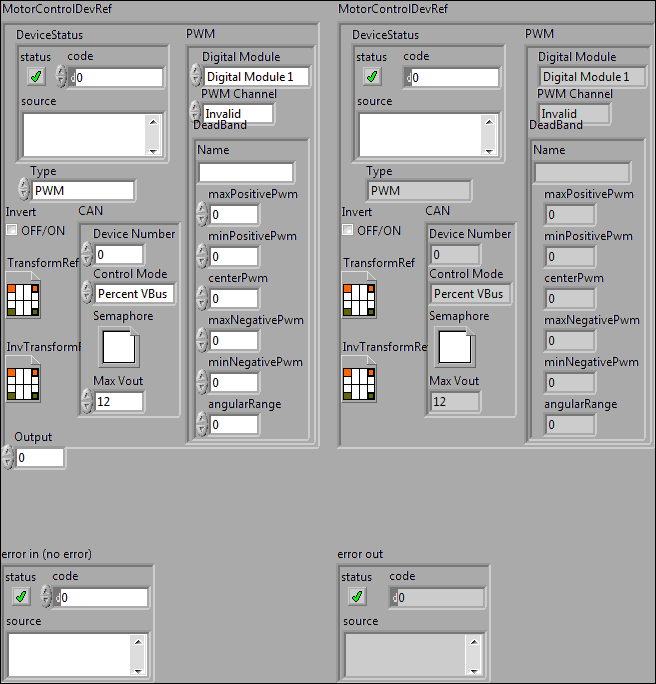 MotorControlDevRef
DeviceStatus
status
code
d 0
source
PWM
Digital Module
Digital Module 1
PWM Channel
Invalid
DeadBand
Name
maxPositivePwm
0
minPositivePwm
0
centerPwm
0
maxNegativePwm
0
minNegativePwm
0
angularRange
0
Type
PWM
Invert
OFF/ON
TransformRef
InvTransformRe
CAN
Device Number
0
Control Mode
Percent VBus
Semaphore
Max Vout
12
Output
0
MotorControlDevRef
DeviceStatus
status
code
d 0
source
PWM
Digital Module
Digital Module 1
PWM Channel
Invalid
DeadBand
Name
maxPositivePwm
0
minPositivePwm
0
centerPwm
0
maxNegativePwm
0
minNegativePwm
0
angularRange
0
Type
PWM
Invert
OFF/ON
TransformRef
InvTransformRe
CAN
Device Number
0
Control Mode
Percent VBus
Semaphore
Max Vout
12
error in (no error)
status
code
d 0
source
error out
status
code
d 0
source